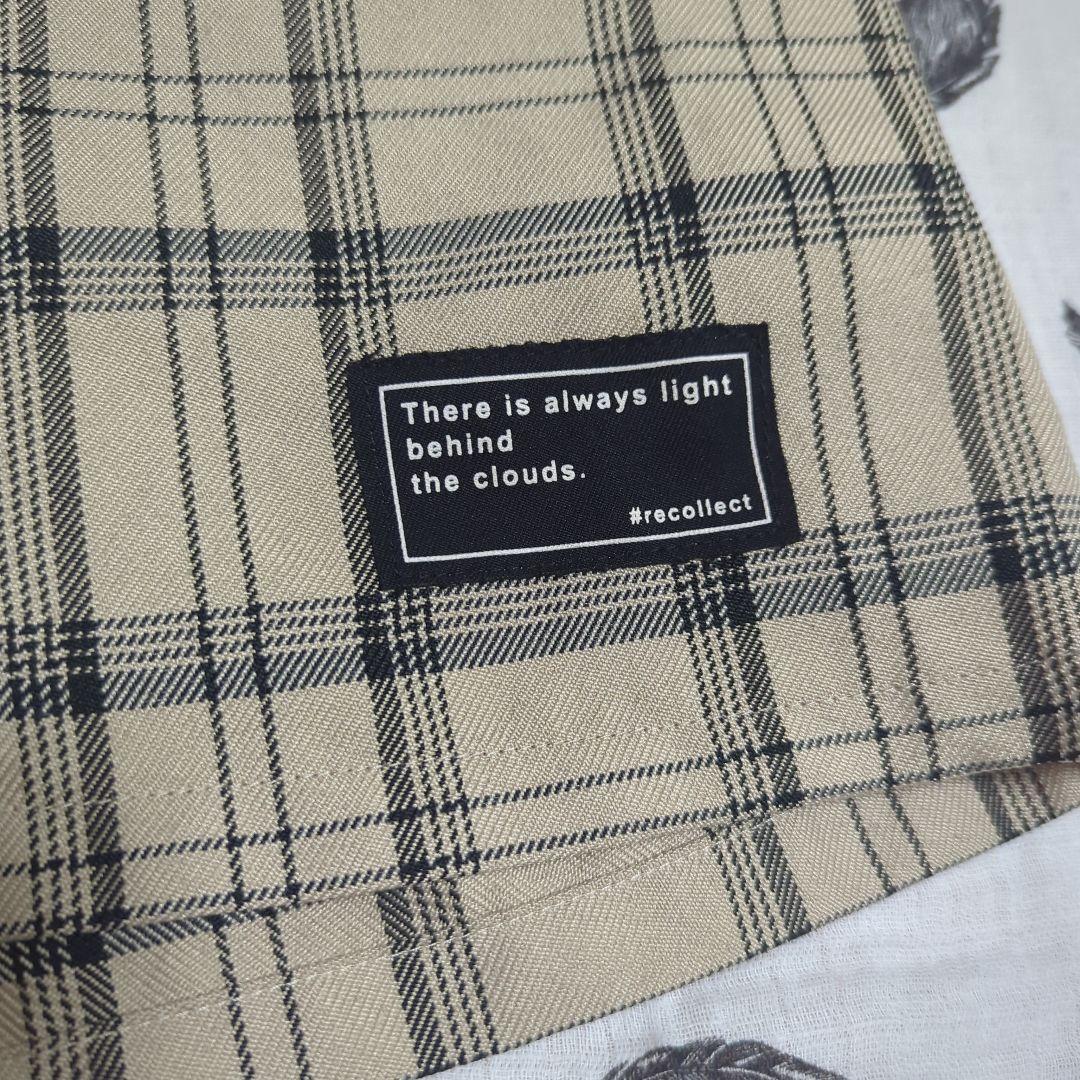 There is always light
behind
the clouds.
#recollect